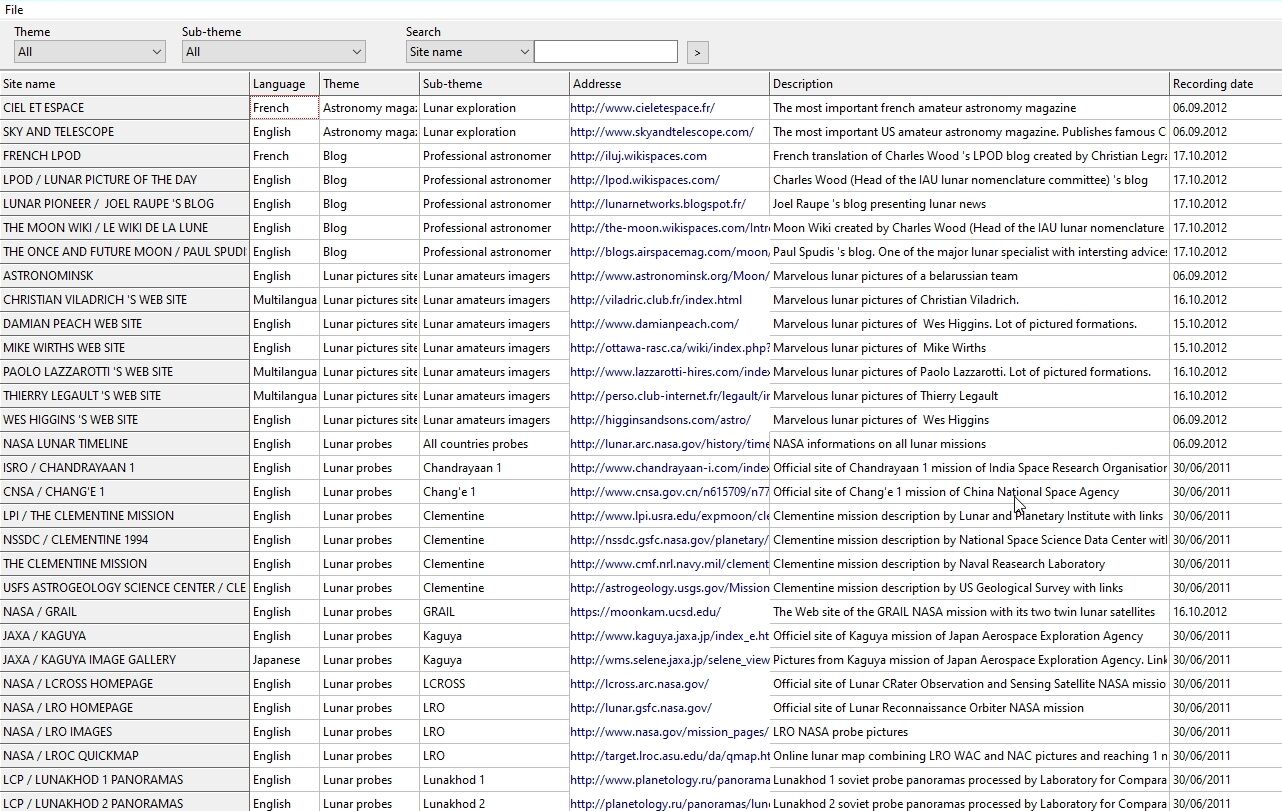 File
Theme Sub-theme Search
All All Site name >
Site name Language Theme Sub-theme Addresse Description Recording date
CIEL ET ESPACE French Astronomy magaz Lunar exploration http://www.cieletespace.fr/ The most important french amateur astronomy magazine 06.09.2012
SKY AND TELESCOPE English Astronomy magaz Lunar exploration http://www.skyandtelescope.com/ The most important US amateur astronomy magazine. Publishes famous C 06.09.2012
FRENCH LPOD French Blog Professional astronomer http://iluj.wikispaces.com French translation of Charles Wood 's LPOD blog created by Christian Legra 17.10.2012
LPOD / LUNAR PICTURE OF THE DAY English Blog Professional astronomer http://lpod.wikispaces.com/ Charles Wood (Head of the IAU lunar nomenclature committee) 's blog 17.10.2012
LUNAR PIONEER / JOEL RAUPE 'S BLOG English Blog Professional astronomer http://lunarnetworks.blogspot.fr/ Joel Raupe 's blog presenting lunar news 17.10.2012
THE MOON WIKI / LE WIKI DE LA LUNE English Blog Professional astronomer http://the-moon.wikispaces.com/Intr Moon Wiki created by Charles Wood (Head of the IAU lunar nomenclature 17.10.2012
THE ONCE AND FUTURE MOON / PAUL SPUDI English Blog Professional astronomer http://blogs.airspacemag.com/moon/ Paul Spudis 's blog. One of the major lunar specialist with intersting advices 17.10.2012
ASTRONOMINSK English Lunar pictures site Lunar amateurs imagers http://www.astronominsk.org/Moon/ Marvelous lunar pictures of a belarussian team 06.09.2012
CHRISTIAN VILADRICH 'S WEB SITE Multilangua Lunar pictures site Lunar amateurs imagers http://viladric.club.fr/index.html Marvelous lunar pictures of Christian Viladrich. 16.10.2012
DAMIAN PEACH WEB SITE English Lunar pictures site Lunar amateurs imagers http://www.damianpeach.com/ Marvelous lunar pictures of Wes Higgins. Lot of pictured formations. 15.10.2012
MIKE WIRTHS WEB SITE English Lunar pictures site Lunar amateurs imagers http://ottawa-rasc.ca/wiki/index.php? Marvelous lunar pictures of Mike Wirths 15.10.2012
PAOLO LAZZAROTTI 'S WEB SITE Multilangua Lunar pictures site Lunar amateurs imagers http://www.lazzarotti-hires.com/index Marvelous lunar pictures of Paolo Lazzarotti. Lot of pictured formations. 16.10.2012
THIERRY LEGAULT 'S WEB SITE Multilangua Lunar pictures site Lunar amateurs imagers http://perso.club-internet.fr/legault/ir Marvelous lunar pictures of Thierry Legault 16.10.2012
WES HIGGINS 'S WEB SITE English Lunar pictures site Lunar amateurs imagers http://higginsandsons.com/astro/ Marvelous lunar pictures of Wes Higgins 06.09.2012
NASA LUNAR TIMELINE English Lunar probes All countries probes http://lunar.arc.nasa.gov/history/time NASA informations on all lunar missions 06.09.2012
ISRO / CHANDRAYAAN 1 English Lunar probes Chandrayaan 1 http://www.chandrayaan-i.com/index Official site of Chandrayaan 1 mission of India Space Research Organisation 30/06/2011
CNSA / CHANG'E 1 English Lunar probes Chang'e 1 http://www.cnsa.gov.cn/n615709/n77 Official site of Chang'e 1 mission of China National Space Agency 30/06/2011
LPI / THE CLEMENTINE MISSION English Lunar probes Clementine http://www.lpi.usra.edu/expmoon/cle Clementine mission description by Lunar and Planetary Institute with links 30/06/2011
NSSDC / CLEMENTINE 1994 English Lunar probes Clementine http://nssdc.gsfc.nasa.gov/planetary/ Clementine mission description by National Space Science Data Center witl 30/06/2011
THE CLEMENTINE MISSION English Lunar probes Clementine http://www.cmf.nrl.navy.mil/clement Clementine mission description by Naval Reasearch Laboratory 30/06/2011
USFS ASTROGEOLOGY SCIENCE CENTER / CLE English Lunar probes Clementine http://astrogeology.usgs.gov/Mission Clementine mission description by US Geological Survey with links 30/06/2011
NASA / GRAIL English Lunar probes GRAIL https://moonkam.ucsd.edu/ The Web site of the GRAIL NASA mission with its two twin lunar satellites 16.10.2012
JAXA / KAGUYA English Lunar probes Kaguya http://www.kaguya.jaxa.jp/index_e.ht Officiel site of Kaguya mission of Japan Aerospace Exploration Agency 30/06/2011
JAXA / KAGUYA IMAGE GALLERY Japanese Lunar probes Kaguya http://wms.selene.jaxa.jp/selene_view Pictures from Kaguya mission of Japan Aerospace Exploration Agency. Link 30/06/2011
NASA / LCROSS HOMEPAGE English Lunar probes LCROSS http://lcross.arc.nasa.gov/ Official site of Lunar CRater Observation and Sensing Satellite NASA missio 30/06/2011
NASA / LRO HOMEPAGE English Lunar probes LRO http://lunar.gsfc.nasa.gov/ Official site of Lunar Reconnaissance Orbiter NASA mission 30/06/2011
NASA / LRO IMAGES English Lunar probes LRO http://www.nasa.gov/mission_pages/ LRO NASA probe pictures 30/06/2011
NASA / LROC QUICKMAP English Lunar probes LRO http://target.lroc.asu.edu/da/qmap.ht Online lunar map combining LRO WAC and NAC pictures and reaching 1 n 30/06/2011
LCP / LUNAKHOD 1 PANORAMAS English Lunar probes Lunakhod 1 http://www.planetology.ru/panorama Lunakhod 1 soviet probe panoramas processed by Laboratory for Compara 30/06/2011
LCP / LUNAKHOD 2 PANORAMAS English Lunar probes Lunakhod 2 http://planetology.ru/panoramas/lun Lunakhod 2 soviet probe panoramas processed by Laboratory for Compara 30/06/2011